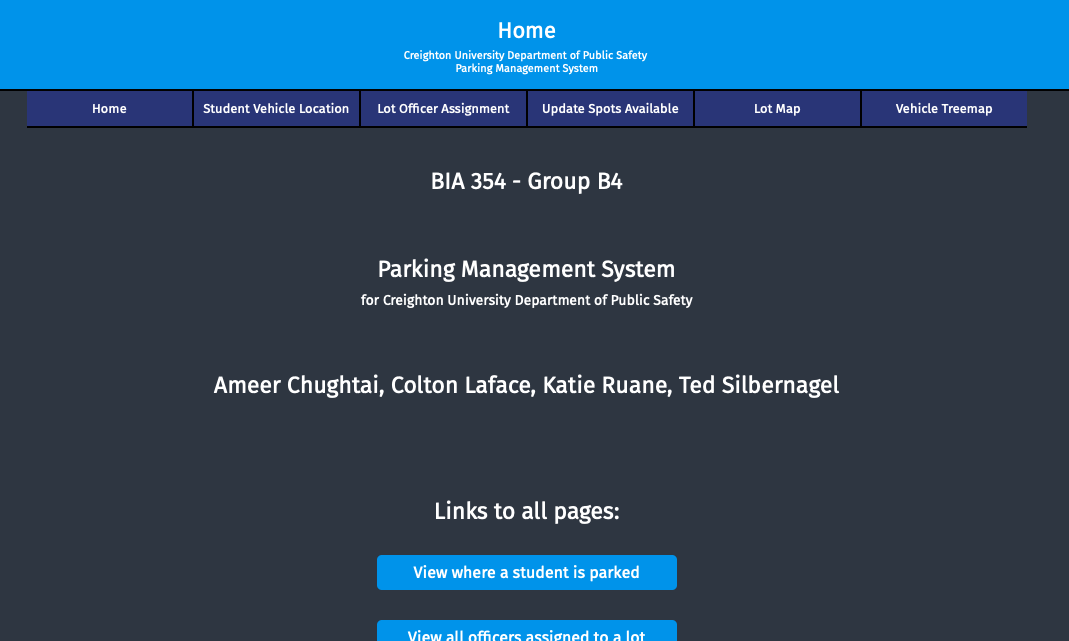 Home
Creighton University Department of Public Safety
Parking Management System
Home
Student Vehicle Location
Lot Officer Assignment
Update Spots Available
Lot Map
Vehicle Treemap
BIA 354 - Group B4
Parking Management System
for Creighton University Department of Public Safety
Ameer Chughtai, Colton Laface, Katie Ruane, Ted Silbernagel
Links to all pages:
View where a student is parked
View all officers assigned to a lot